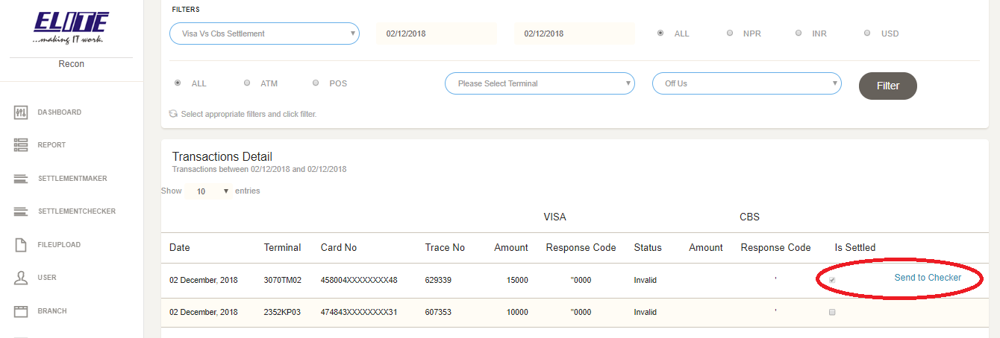 ELITE
...making IT work.
Recon
DASHBOARD
REPORT
SETTLEMENTMAKER
SETTLEMENTCHECKER
FILEUPLOAD
USER
BRANCH
FILTERS
Visa Vs Cbs Settlement 02/12/2018 02/12/2018 ALL NPR INR USD
ALL ATM POS Please Select Terminal Off Us Filter
Select appropriate filters and click filter.
Transactions Detail
Transactions between 02/12/2018 and 02/12/2018
Show 10 entries
VISA CBS
Date Terminal Card No Trace No Amount Response Code Status Amount Response Code Is Settled
02 December, 2018 3070TM02 458004XXXXXXXX48 629339 15000 "0000 Invalid ' Send to Checker
02 December, 2018 2352KP03 474843XXXXXXXX31 607353 10000 "0000 Invalid '